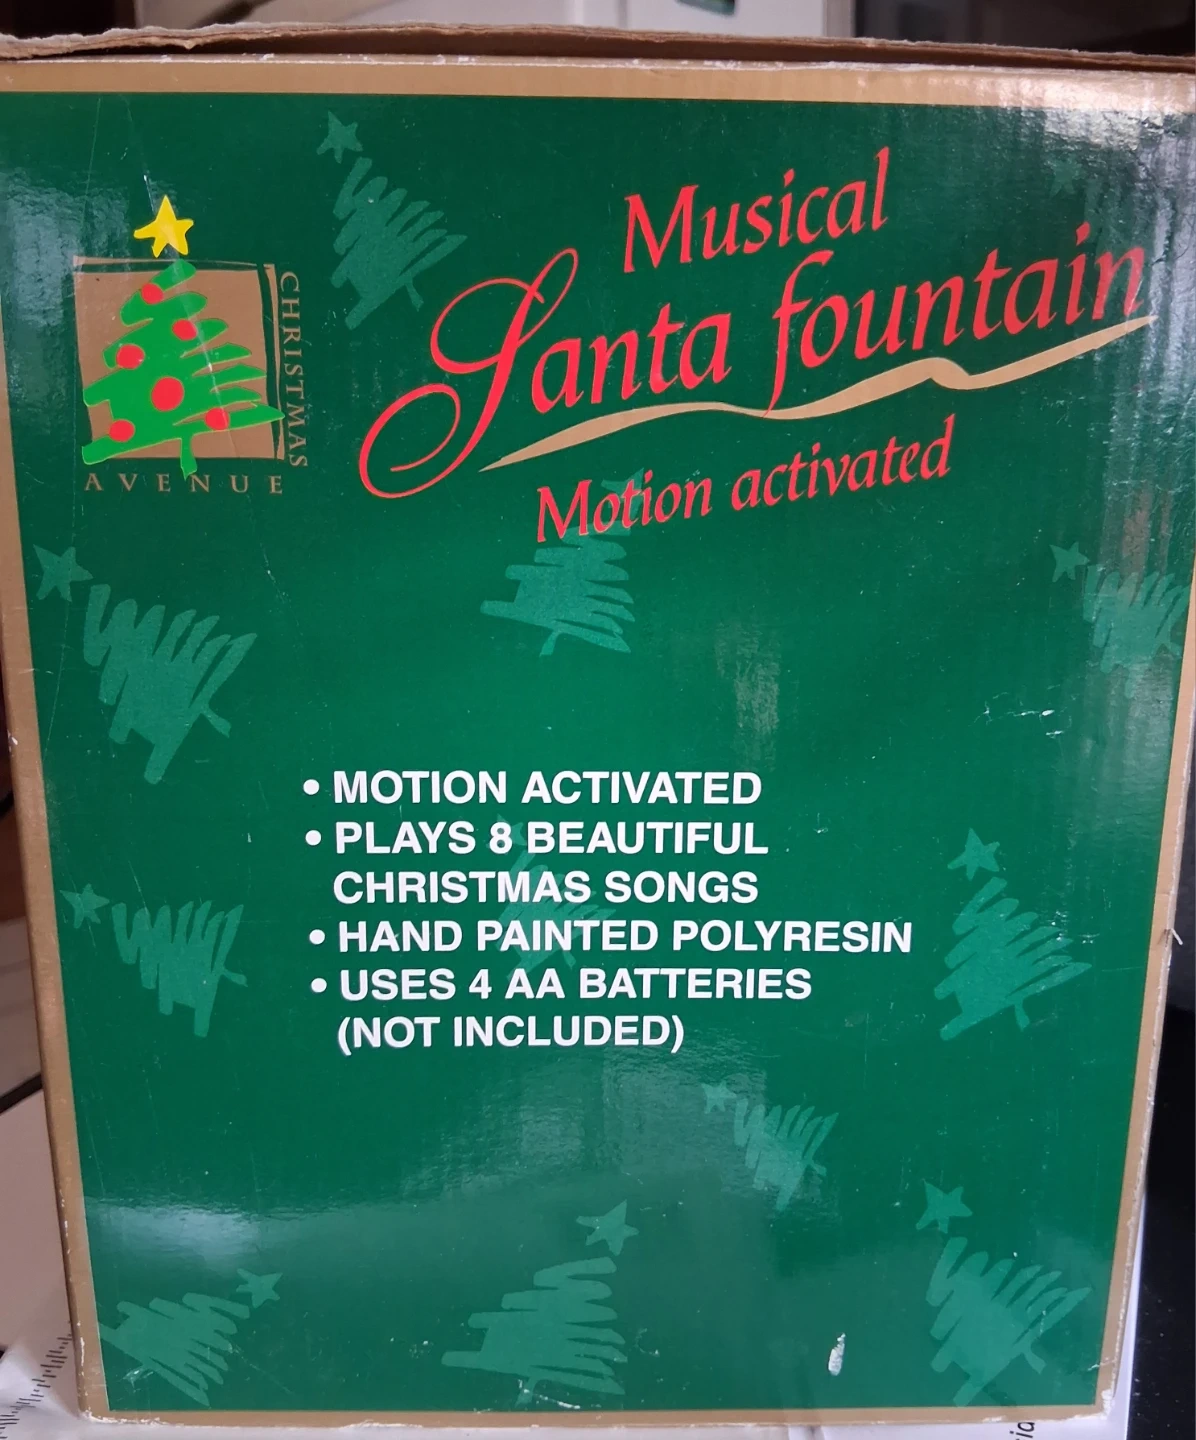 CHRISTMAS
AVENUE
Musical
Santa fountain
Motion activated
• MOTION ACTIVATED
• PLAYS 8 BEAUTIFUL
CHRISTMAS SONGS
• HAND PAINTED POLYRESIN
• USES 4 AA BATTERIES
(NOT INCLUDED)